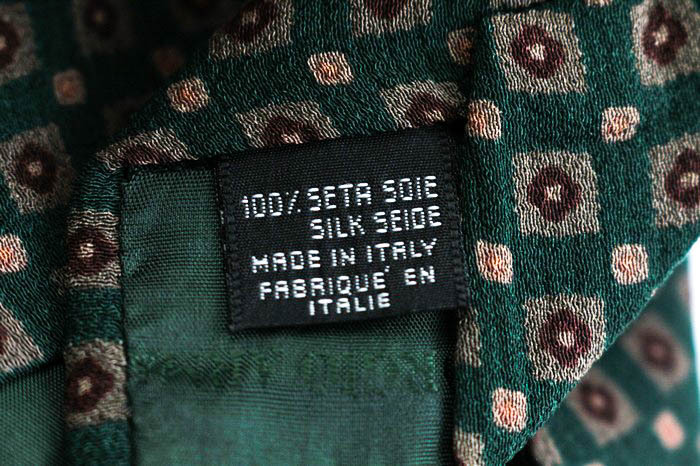 100% SETA SOIE
SILK SEIDE
MADE IN ITALY
FABRIQUE' EN
ITALIE